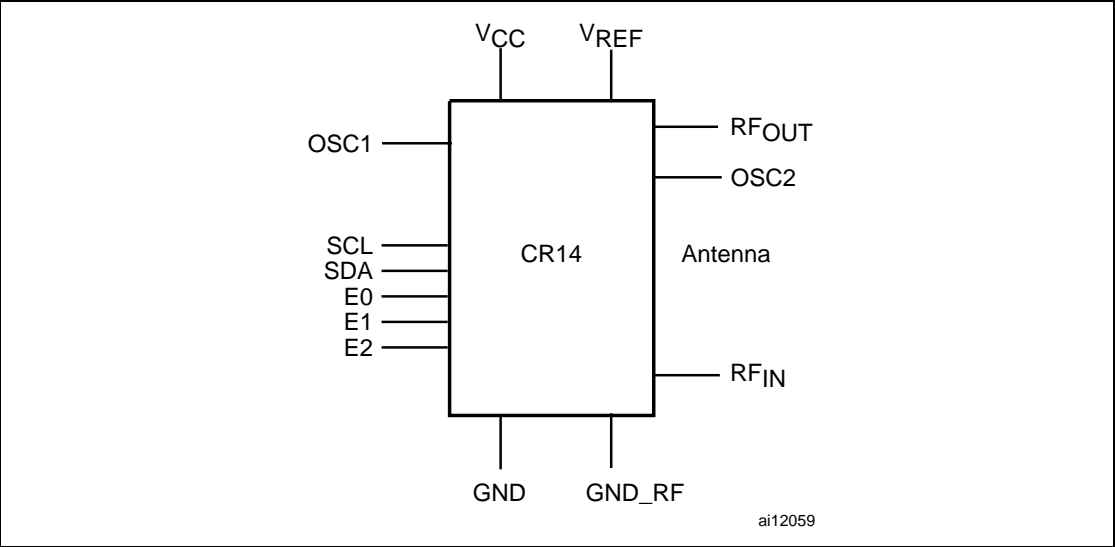 VCC VREF
RFOUT
OSC1
OSC2
SCL CR14 Antenna
SDA
E0
E1
E2
RFIN
GND GND_RF
ai12059